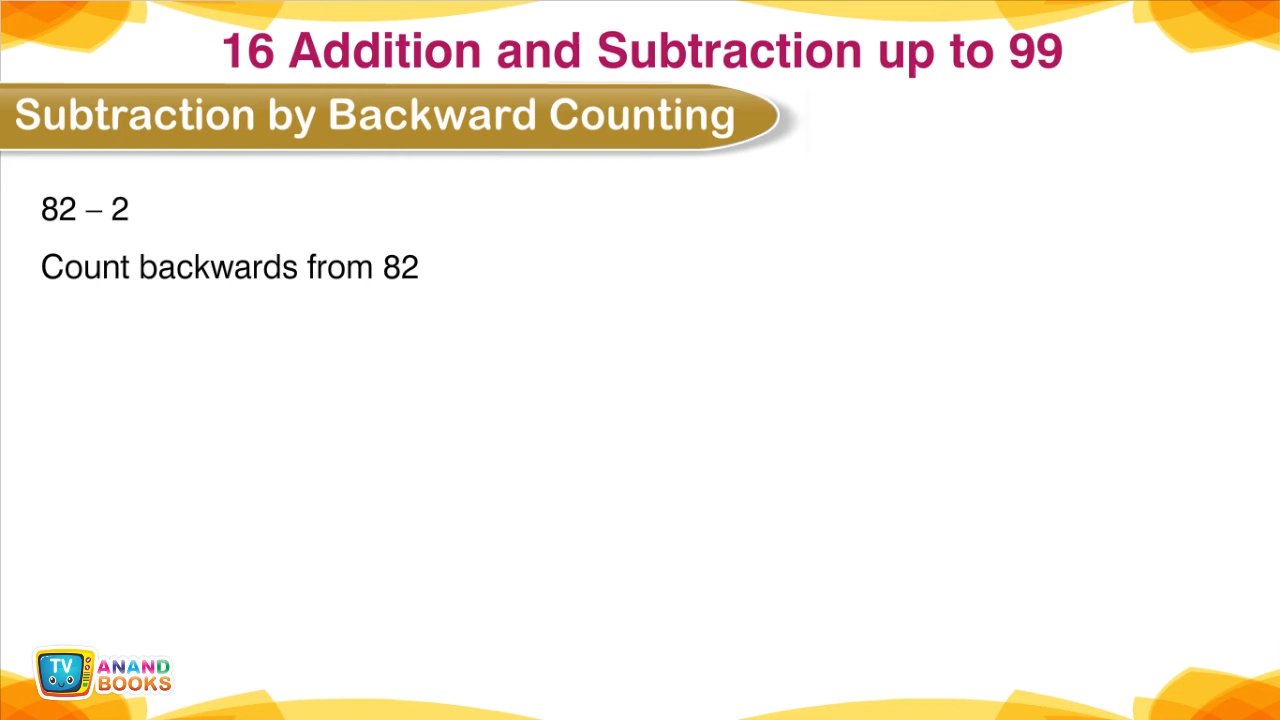 16 Addition and Subtraction up to 99
Subtraction by Backward Counting
82 – 2
Count backwards from 82
TV
ANAND
BOOKS